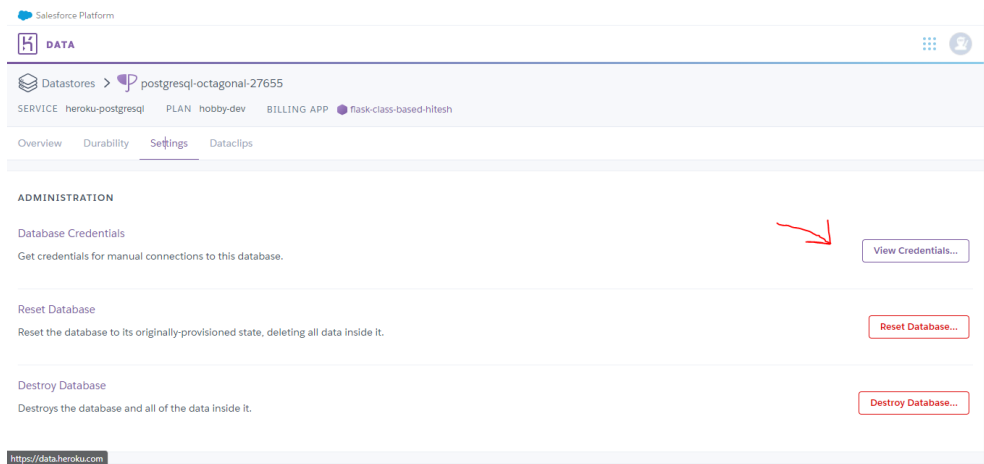 Salesforce Platform
DATA
Datastores > postgresql-octagonal-27655
SERVICE heroku-postgresql PLAN hobby-dev BILLING APP flask-class-based-hitesh
Overview Durability Settings Dataclips
ADMINISTRATION
Database Credentials
Get credentials for manual connections to this database.
View Credentials...
Reset Database
Reset the database to its originally-provisioned state, deleting all data inside it.
Reset Database...
Destroy Database
Destroys the database and all of the data inside it.
Destroy Database...
https://data.heroku.com